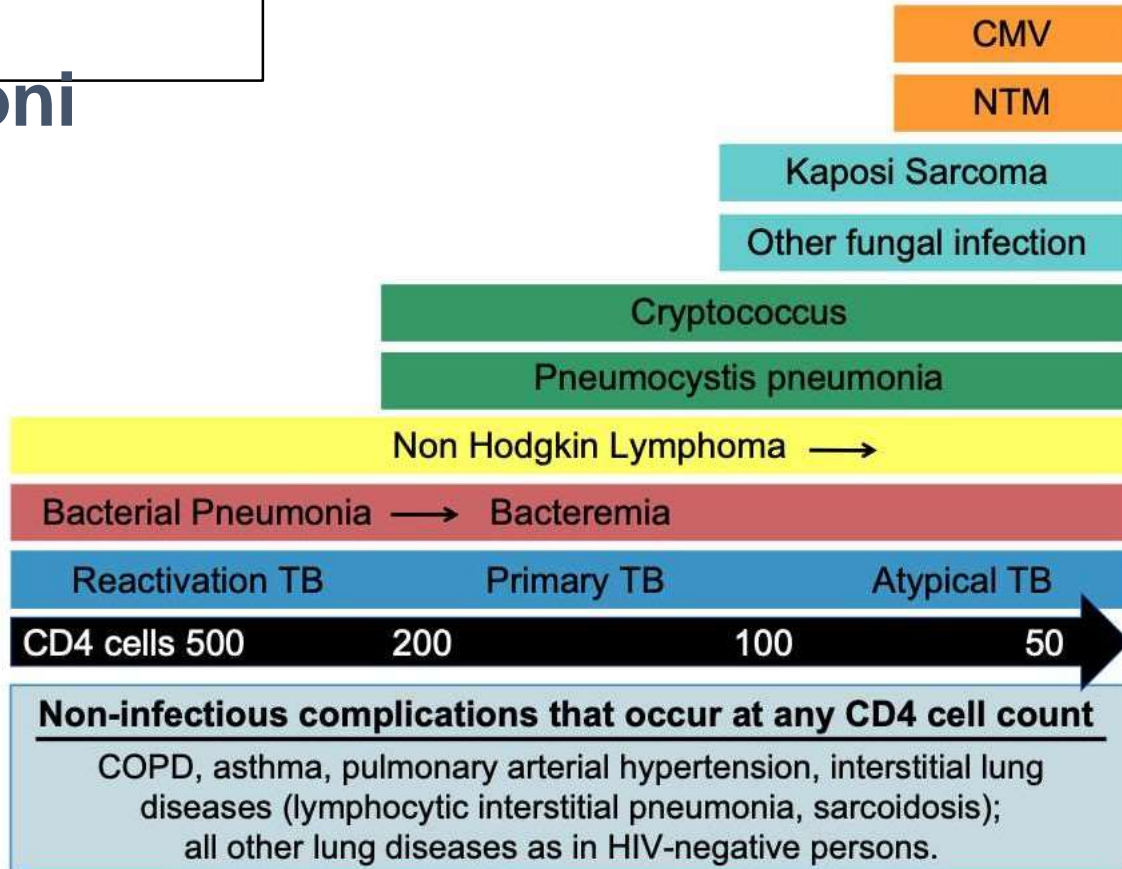 oni
CMV
NTM
Kaposi Sarcoma
Other fungal infection
Cryptococcus
Pneumocystis pneumonia
Non Hodgkin Lymphoma →
Bacterial Pneumonia → Bacteremia
Reactivation TB Primary TB Atypical TB
CD4 cells 500 200 100 50
Non-infectious complications that occur at any CD4 cell count
COPD, asthma, pulmonary arterial hypertension, interstitial lung
diseases (lymphocytic interstitial pneumonia, sarcoidosis);
all other lung diseases as in HIV-negative persons.